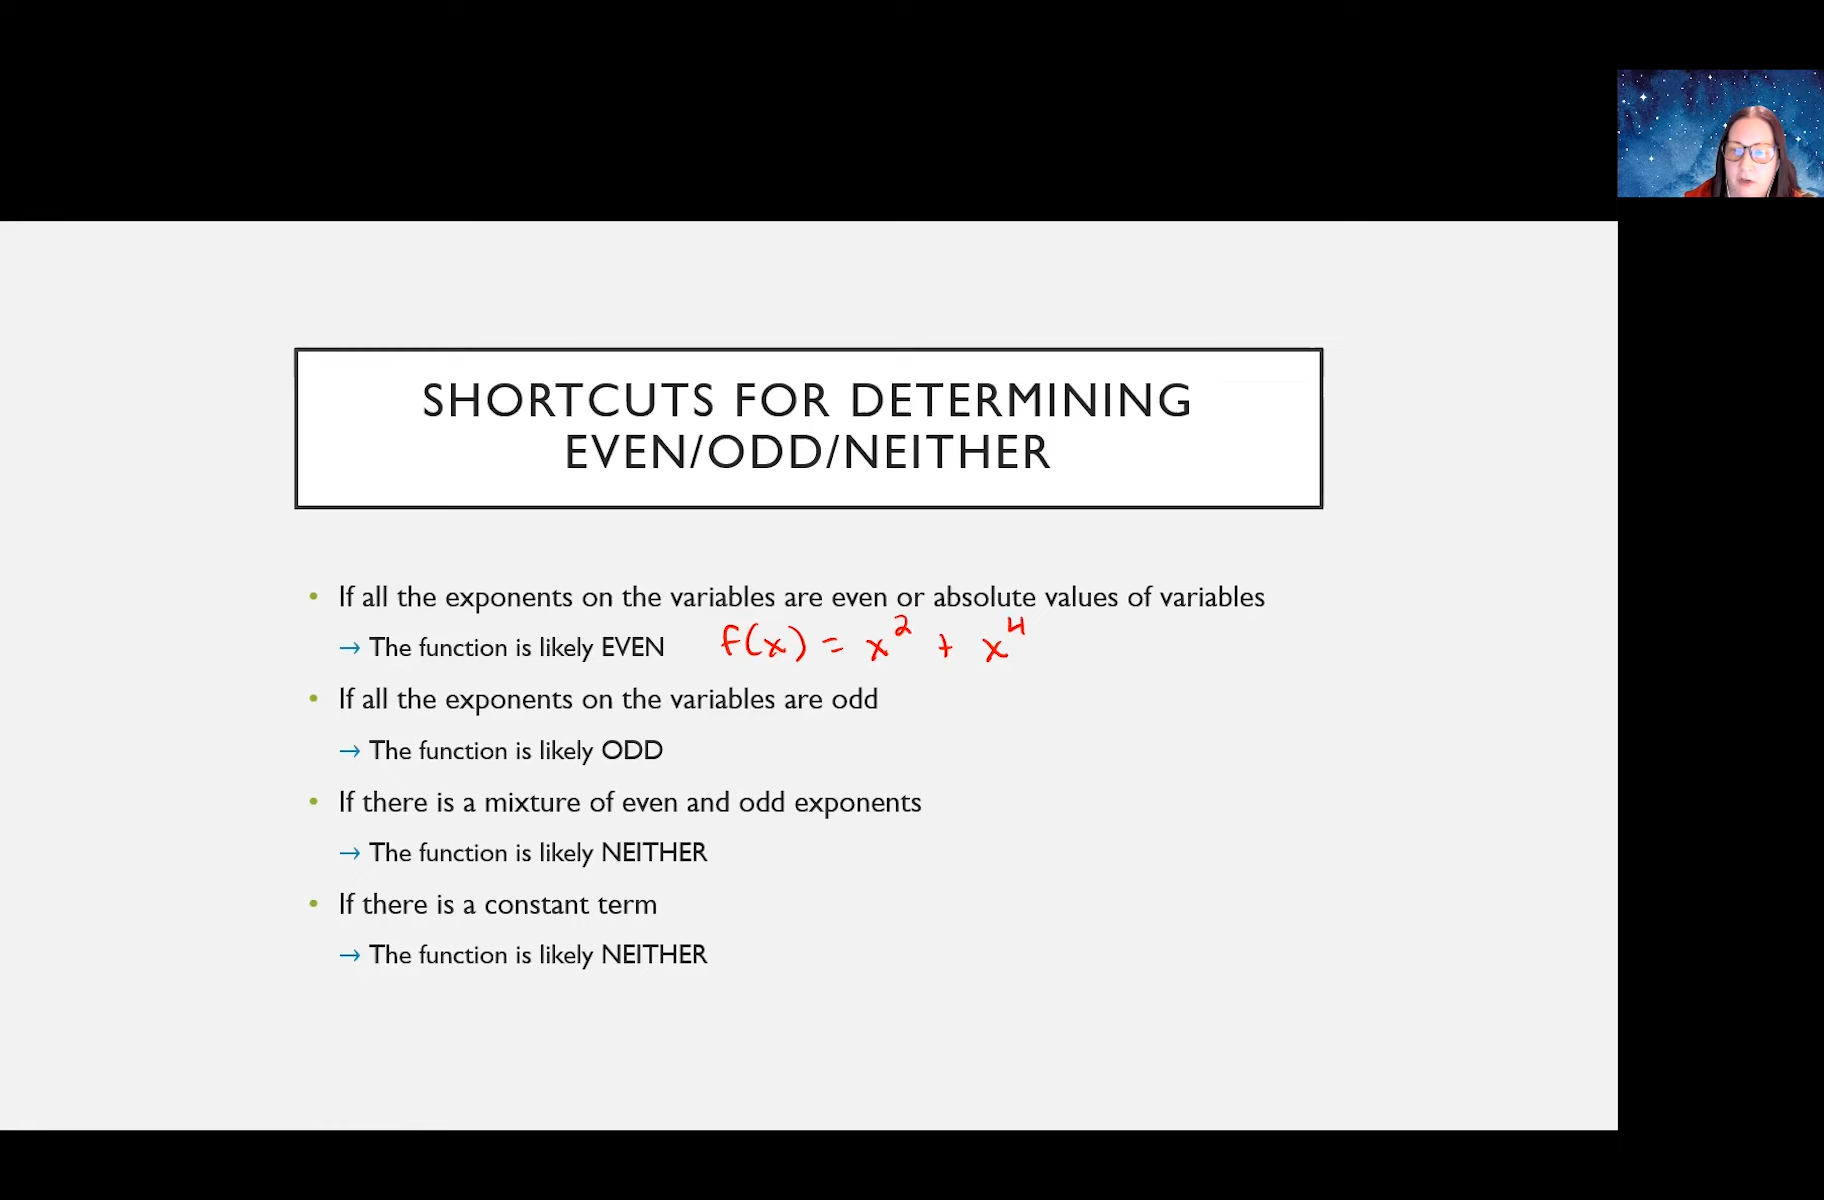 SHORTCUTS FOR DETERMINING
EVEN/ODD/NEITHER
• If all the exponents on the variables are even or absolute values of variables
→ The function is likely EVEN f(x) = x² + x⁴
• If all the exponents on the variables are odd
→ The function is likely ODD
• If there is a mixture of even and odd exponents
→ The function is likely NEITHER
• If there is a constant term
→ The function is likely NEITHER